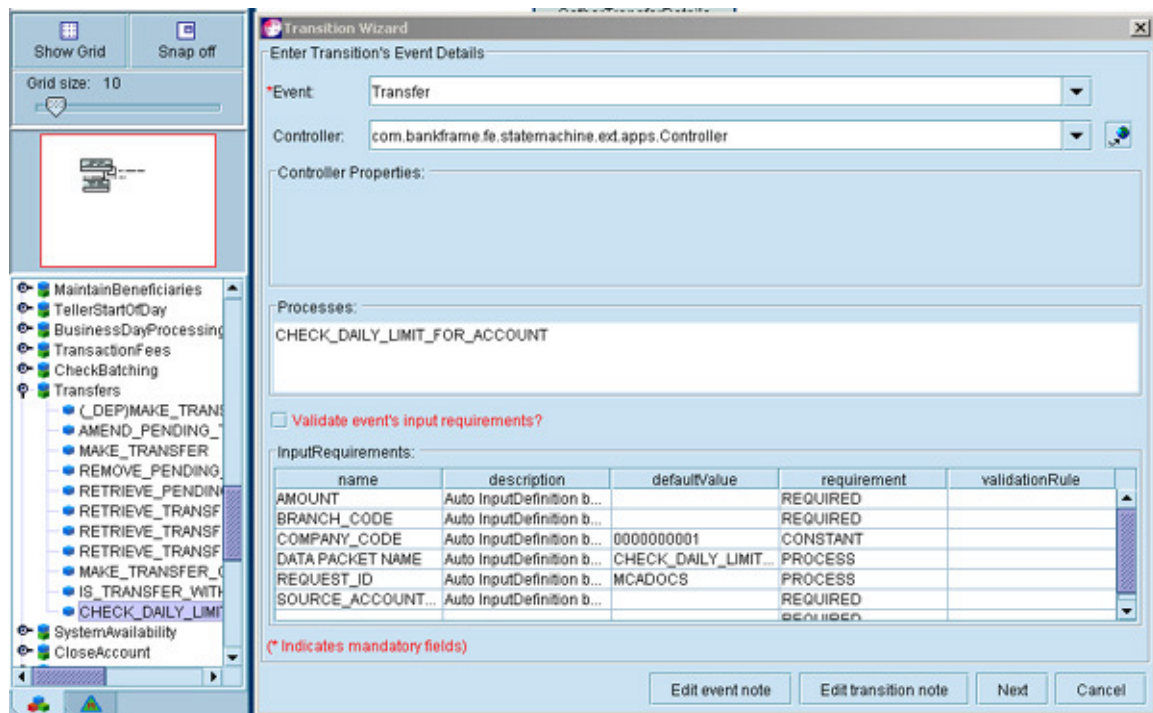 Show Grid
Snap off
Grid size: 10
MaintainBeneficiaries
TellerStartOfDay
BusinessDayProcessing
TransactionFees
CheckBatching
Transfers
(_DEP)MAKE_TRANS
AMEND_PENDING_
MAKE_TRANSFER
REMOVE_PENDING_
RETRIEVE_PENDIN
RETRIEVE_TRANSF
RETRIEVE_TRANSF
RETRIEVE_TRANSF
MAKE_TRANSFER_
IS_TRANSFER_WITH
CHECK_DAILY_LIMI
SystemAvailability
CloseAccount
Transition Wizard
Enter Transition's Event Details
*Event: Transfer
Controller: com.bankframe.fe.statemachine.ext.apps.Controller
Controller Properties:
Processes:
CHECK_DAILY_LIMIT_FOR_ACCOUNT
Validate event's input requirements?
InputRequirements:
name description defaultValue requirement validationRule
AMOUNT Auto InputDefinition b... REQUIRED
BRANCH_CODE Auto InputDefinition b... REQUIRED
COMPANY_CODE Auto InputDefinition b... 0000000001 CONSTANT
DATA PACKET NAME Auto InputDefinition b... CHECK_DAILY_LIMIT... PROCESS
REQUEST_ID Auto InputDefinition b... MCADOCS PROCESS
SOURCE_ACCOUNT... Auto InputDefinition b... REQUIRED
REQUIRED
(* Indicates mandatory fields)
Edit event note Edit transition note Next Cancel